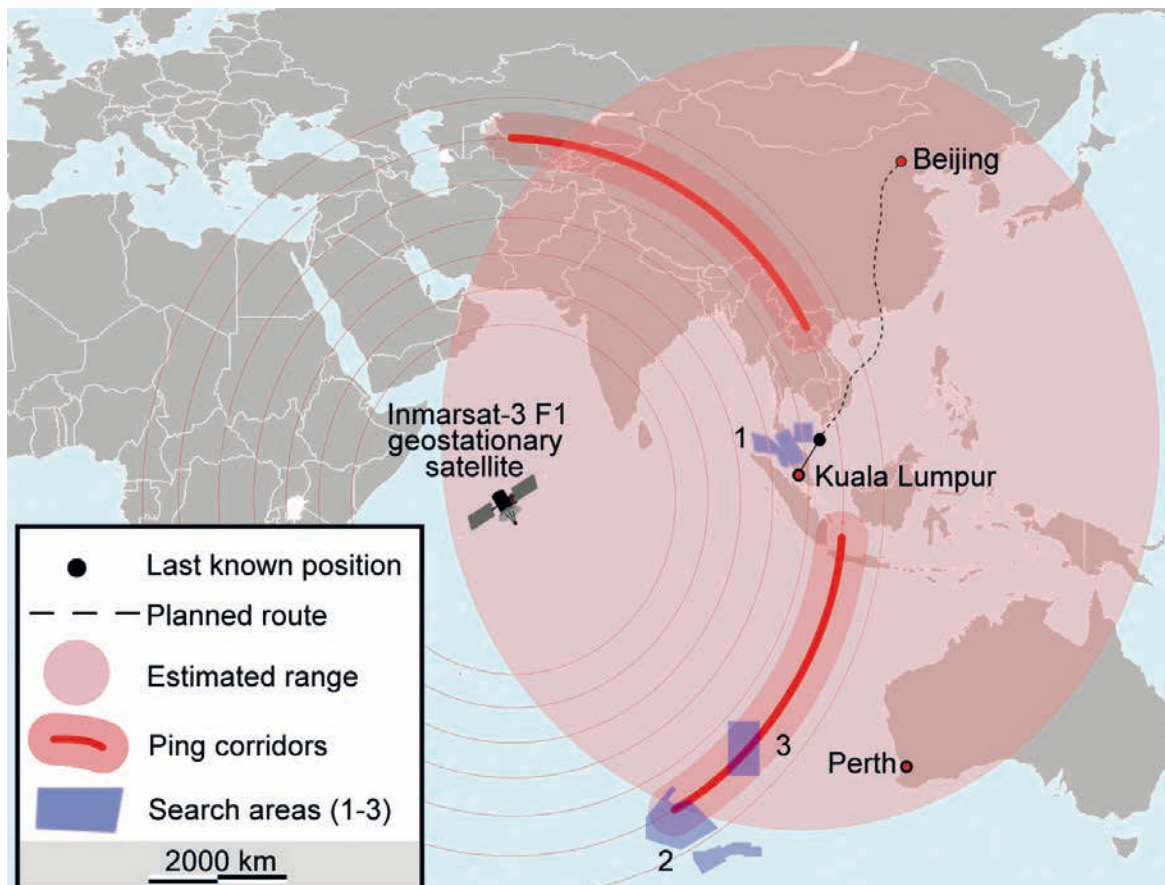 Beijing
Inmarsat-3 F1
geostationary
satellite
1
Kuala Lumpur
3
Perth
2
Last known position
Planned route
Estimated range
Ping corridors
Search areas (1-3)
2000 km